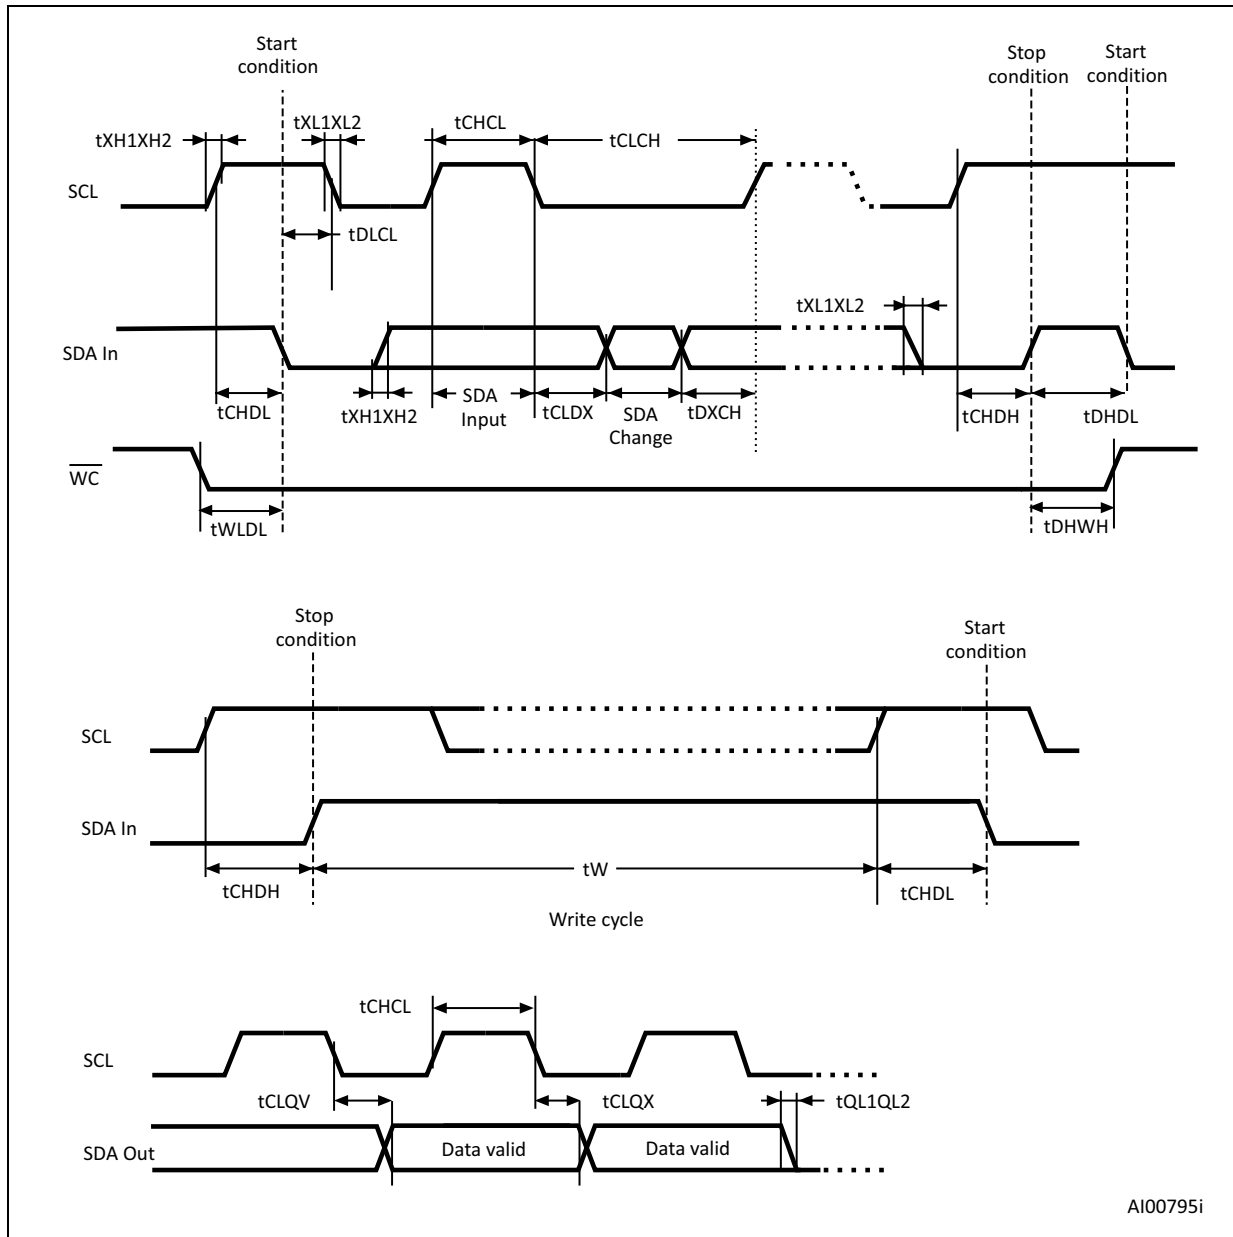 Start
condition
Stop
condition
Start
condition
tXH1XH2
tXL1XL2
tCHCL
tCLCH
SCL
tDLCL
tXL1XL2
SDA In
tCHDL
tXH1XH2
SDA
Input
tCLDX
SDA
Change
tDXCH
tCHDH
tDHDL
WC
tWLDL
tDHWH
Stop
condition
Start
condition
SCL
SDA In
tCHDH
tW
tCHDL
Write cycle
tCHCL
SCL
tCLQV
tCLQX
tQL1QL2
SDA Out
Data valid
Data valid
AI00795i